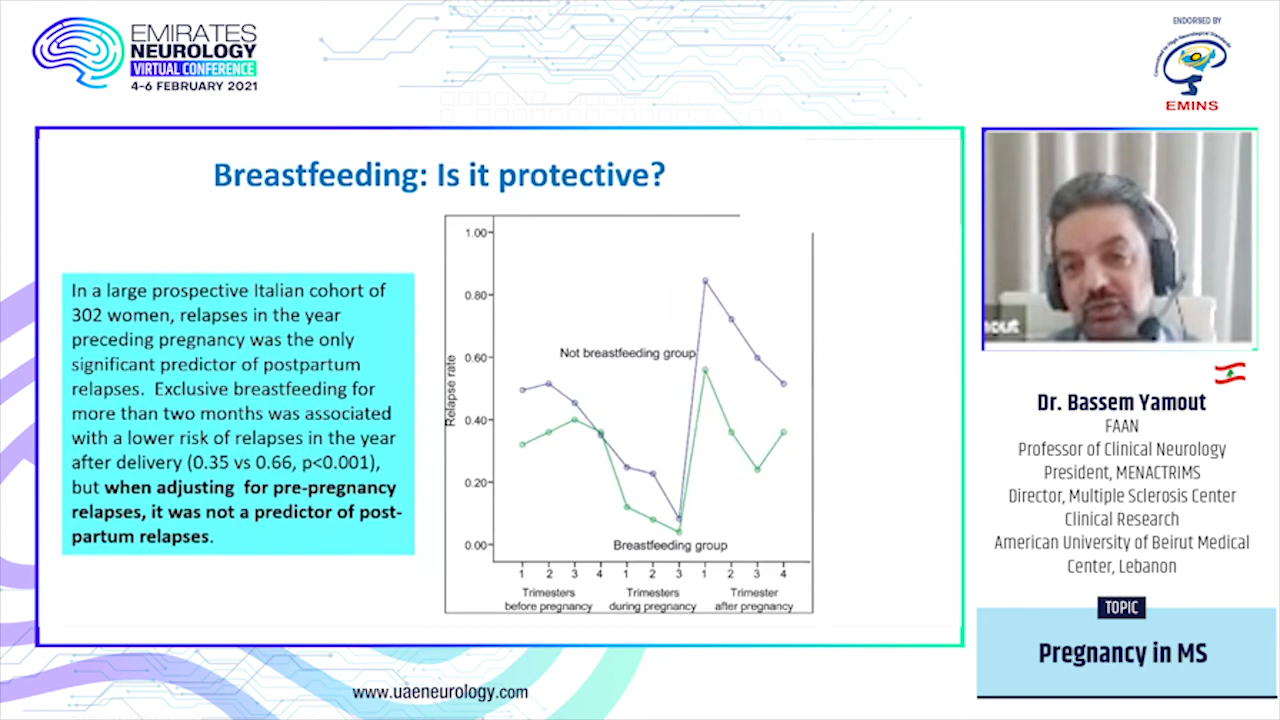 EMIRATES
NEUROLOGY
VIRTUAL CONFERENCE
4-6 FEBRUARY 2021
ENDORSED BY
Committed to High Neurological Standards
EMINS
Breastfeeding: Is it protective?
In a large prospective Italian cohort of
302 women, relapses in the year
preceding pregnancy was the only
significant predictor of postpartum
relapses. Exclusive breastfeeding for
more than two months was associated
with a lower risk of relapses in the year
after delivery (0.35 vs 0.66, p<0.001),
but when adjusting for pre-pregnancy
relapses, it was not a predictor of post-
partum relapses.
Relapse rate
1.00
0.80
0.60
0.40
0.20
0.00
Not breastfeeding group
Breastfeeding group
1 2 3 4 1 2 3 1 2 3 4
Trimesters Trimesters Trimester
before pregnancy during pregnancy after pregnancy
out
Dr. Bassem Yamout
FAAN
Professor of Clinical Neurology
President, MENACTRIMS
Director, Multiple Sclerosis Center
Clinical Research
American University of Beirut Medical
Center, Lebanon
TOPIC
Pregnancy in MS
www.uaeneurology.com